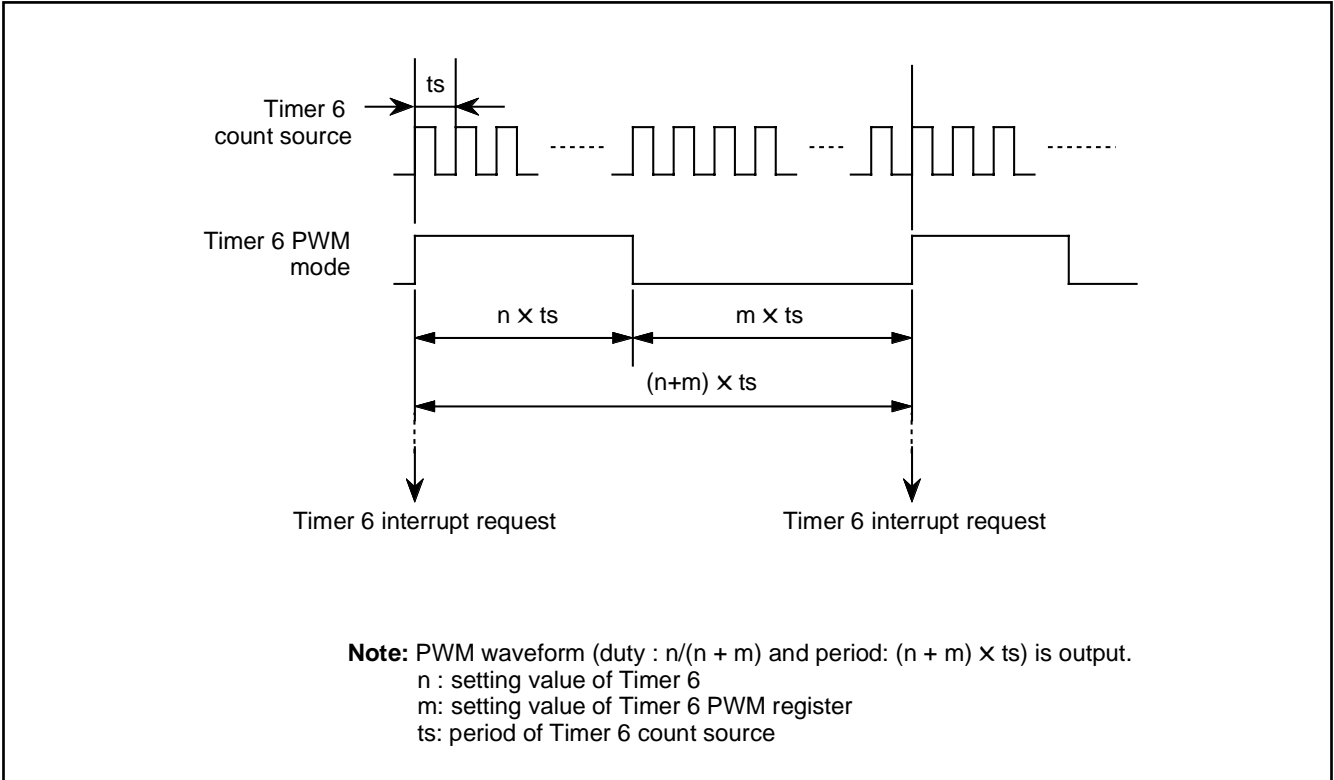 ts
Timer 6
count source
Timer 6 PWM
mode
n × ts
m × ts
(n+m) × ts
Timer 6 interrupt request
Timer 6 interrupt request
Note: PWM waveform (duty : n/(n + m) and period: (n + m) × ts) is output.
n : setting value of Timer 6
m: setting value of Timer 6 PWM register
ts: period of Timer 6 count source